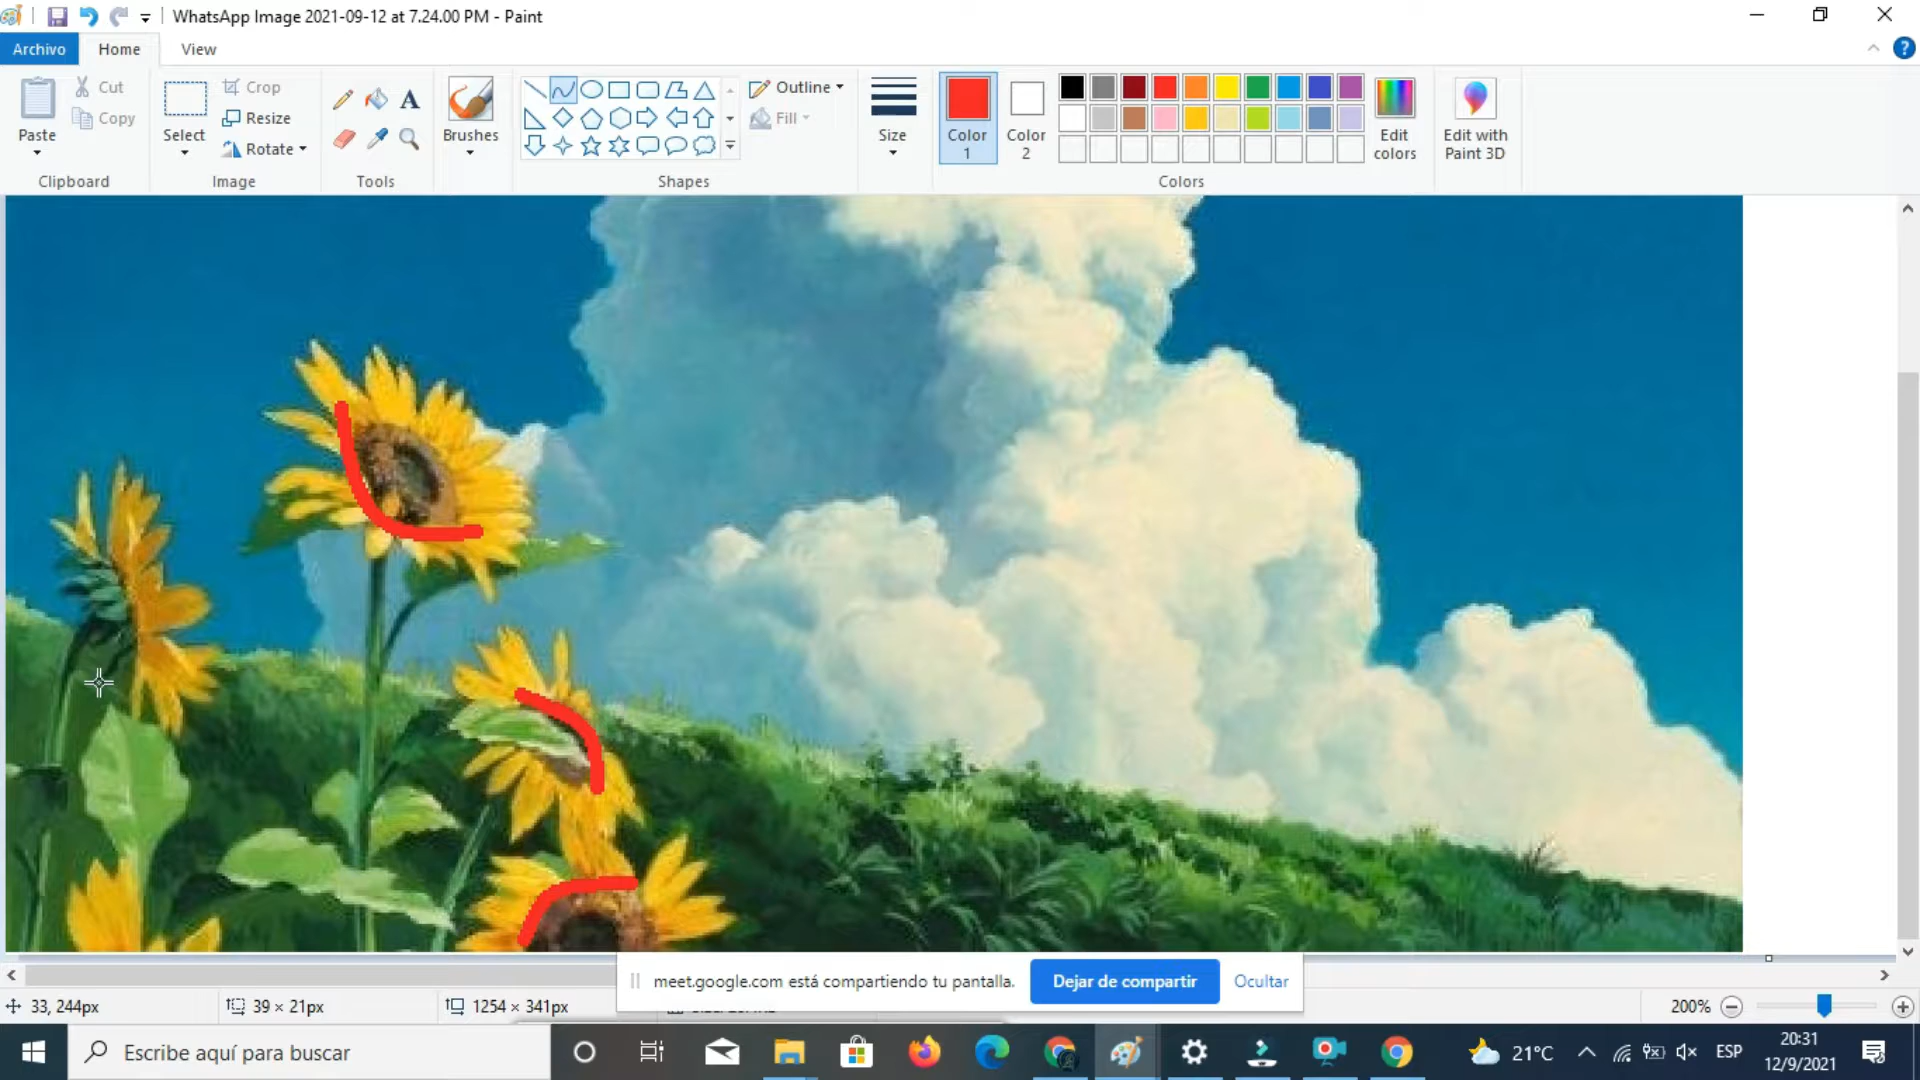 WhatsApp Image 2021-09-12 at 7.24.00 PM - Paint
Archivo Home View
Paste
Cut
Copy
Clipboard
Select
Crop
Resize
Rotate
Image
A
Tools
Brushes
Shapes
Outline
Fill
Size
Color 1
Color 2
Edit colors
Colors
Edit with Paint 3D
?
meet.google.com está compartiendo tu pantalla. Dejar de compartir Ocultar
33, 244px 39 × 21px 1254 × 341px 200%
Escribe aquí para buscar
21°C ESP
20:31
12/9/2021